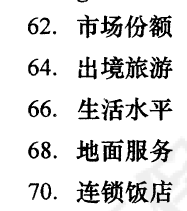 62. 市场份额
64. 出境旅游
66. 生活水平
68. 地面服务
70. 连锁饭店